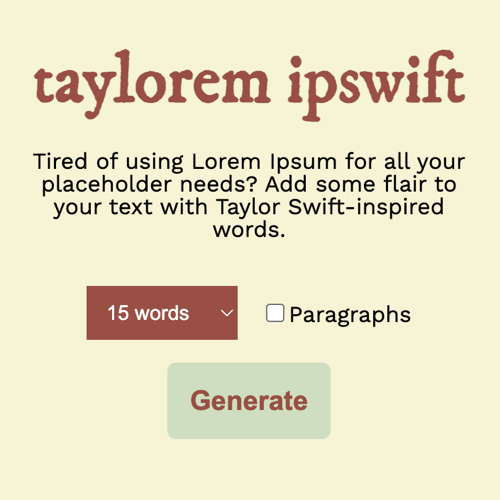 taylorem ipswift
Tired of using Lorem Ipsum for all your
placeholder needs? Add some flair to
your text with Taylor Swift-inspired
words.
15 words
Paragraphs
Generate